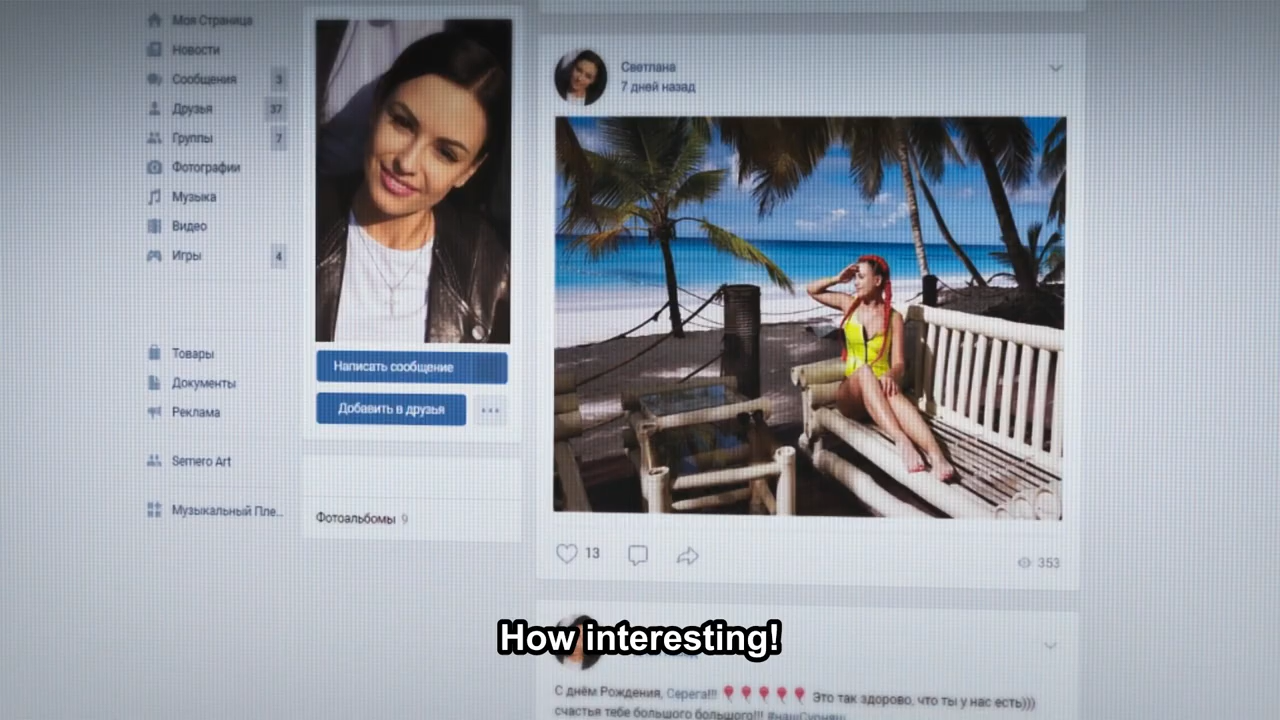 Моя Страница
Новости
Сообщения 3
Друзья 37
Группы 7
Фотографии
Музыка
Видео
Игры 4
Товары
Документы
Реклама
Semero Art
Музыкальный Пле...
Написать сообщение
Добавить в друзья
Фотоальбомы 9
Светлана
7 дней назад
13
353
How interesting!
С днём Рождения, Серега!!! 🎈🎈🎈🎈🎈 Это так здорово, что ты у нас есть)))
счастья тебе большого большого!!!